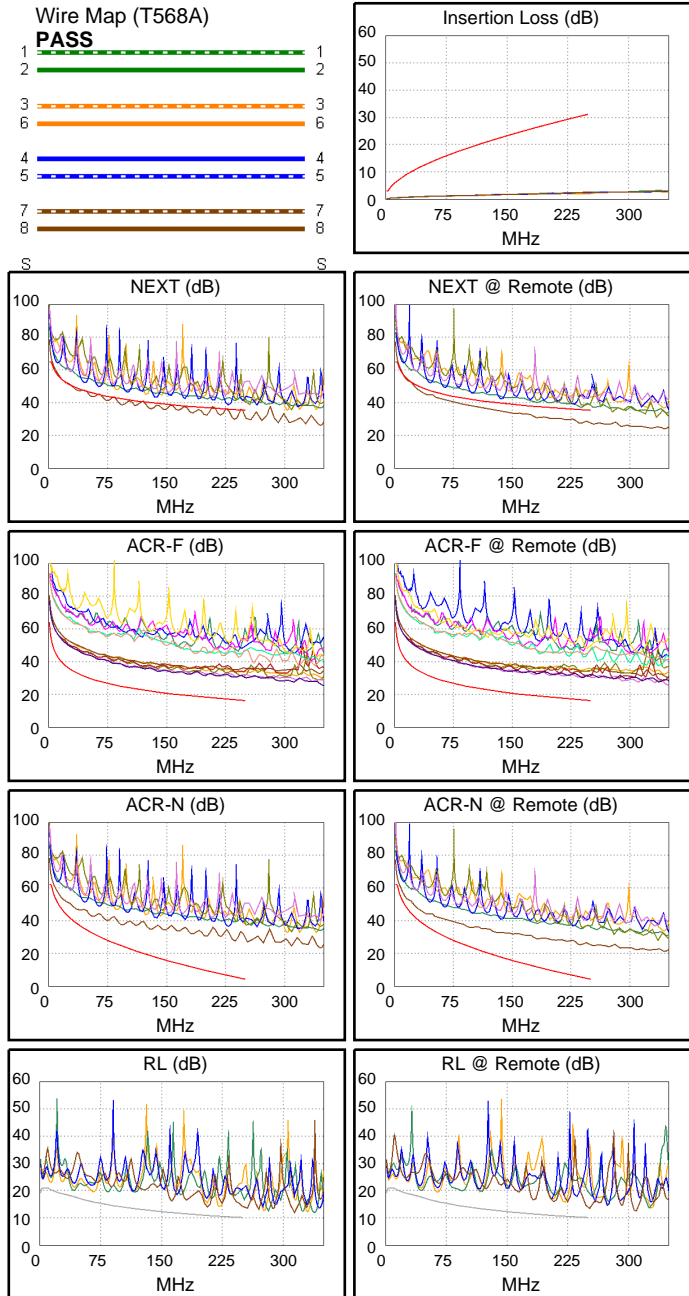 Wire Map (T568A)
PASS
1 1
2 2
3 3
6 6
4 4
5 5
7 7
8 8
S S
Insertion Loss (dB)
60
50
40
30
20
10
0
0 75 150 225 300
MHz
NEXT (dB)
100
80
60
40
20
0
0 75 150 225 300
MHz
NEXT @ Remote (dB)
100
80
60
40
20
0
0 75 150 225 300
MHz
ACR-F (dB)
100
80
60
40
20
0
0 75 150 225 300
MHz
ACR-F @ Remote (dB)
100
80
60
40
20
0
0 75 150 225 300
MHz
ACR-N (dB)
100
80
60
40
20
0
0 75 150 225 300
MHz
ACR-N @ Remote (dB)
100
80
60
40
20
0
0 75 150 225 300
MHz
RL (dB)
60
50
40
30
20
10
0
0 75 150 225 300
MHz
RL @ Remote (dB)
60
50
40
30
20
10
0
0 75 150 225 300
MHz